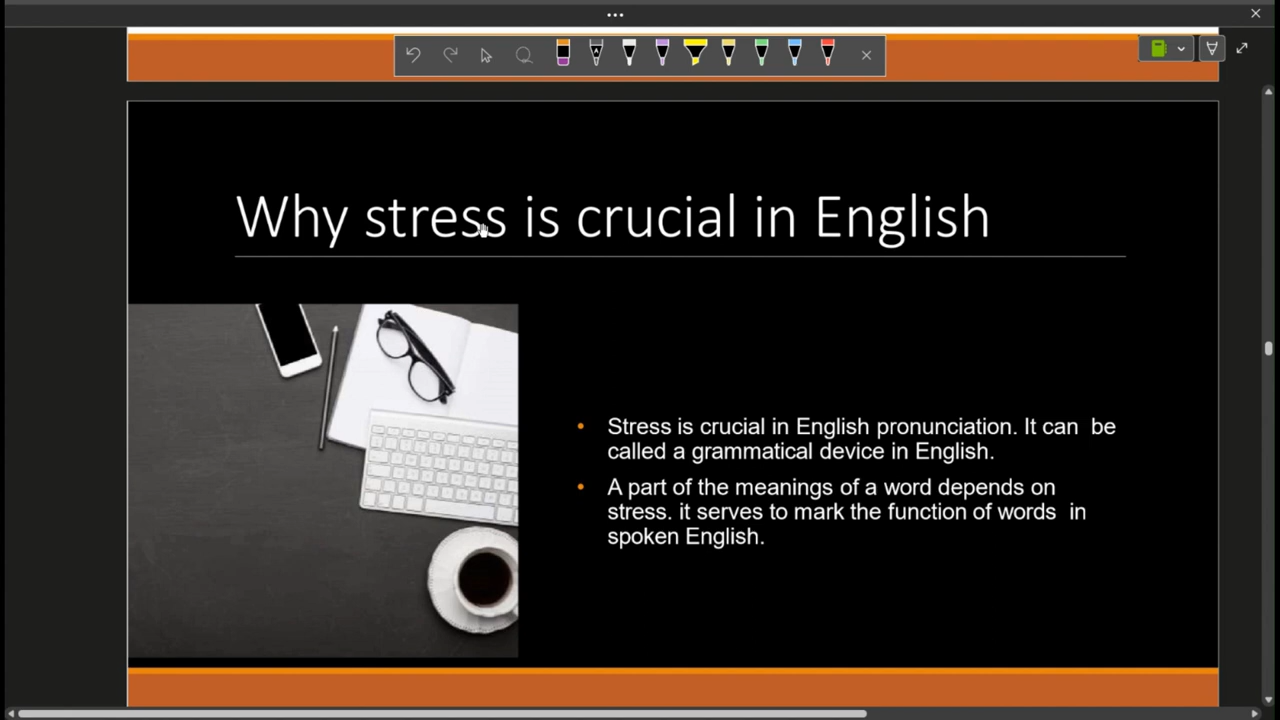 Why stress is crucial in English
• Stress is crucial in English pronunciation. It can be
called a grammatical device in English.
• A part of the meanings of a word depends on
stress. it serves to mark the function of words in
spoken English.